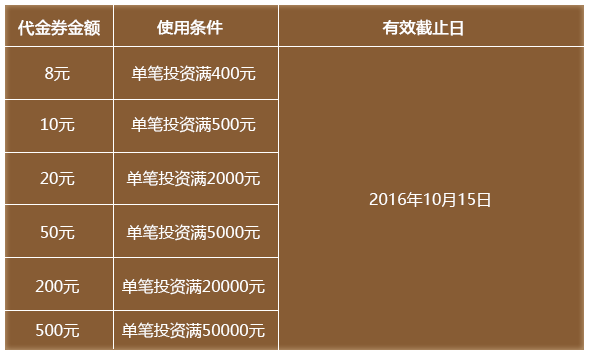 代金券金额 使用条件 有效截止日
8元 单笔投资满400元
10元 单笔投资满500元
20元 单笔投资满2000元
2016年10月15日
50元 单笔投资满5000元
200元 单笔投资满20000元
500元 单笔投资满50000元